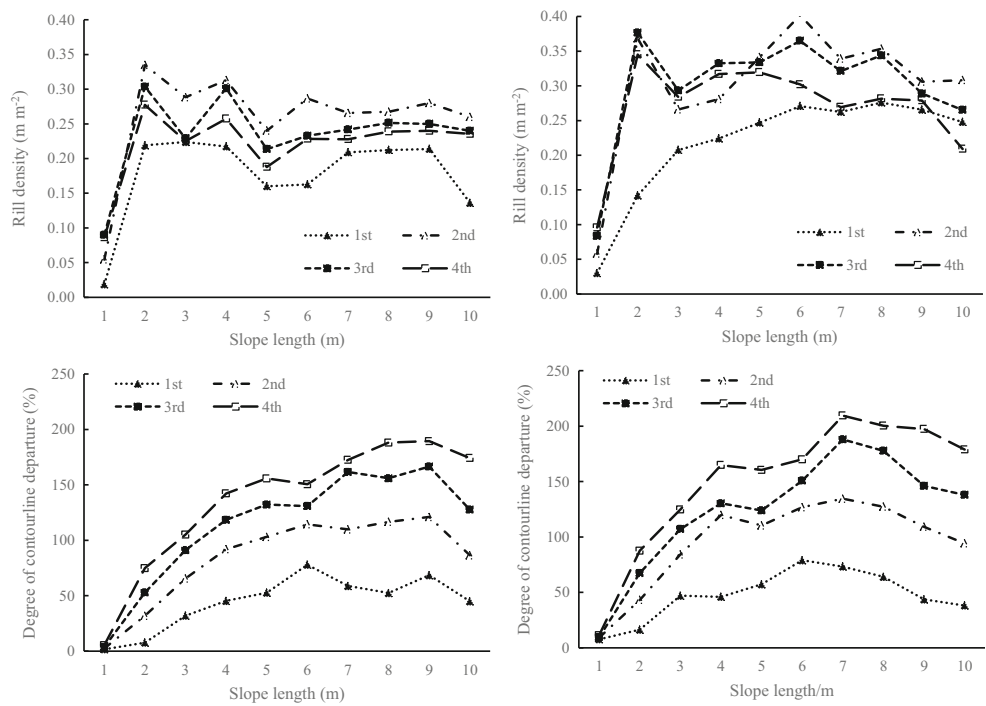 0.40
0.35
0.30
0.25
0.20
0.15
0.10
0.05
0.00
Rill density (m m-2)
1st 2nd
3rd 4th
1 2 3 4 5 6 7 8 9 10
Slope length (m)
0.40
0.35
0.30
0.25
0.20
0.15
0.10
0.05
0.00
Rill density (m m-2)
1st 2nd
3rd 4th
1 2 3 4 5 6 7 8 9 10
Slope length (m)
250
200
150
100
50
0
Degree of contourline departure (%)
1st 2nd
3rd 4th
1 2 3 4 5 6 7 8 9 10
Slope length (m)
250
200
150
100
50
0
Degree of contourline departure (%)
1st 2nd
3rd 4th
1 2 3 4 5 6 7 8 9 10
Slope length/m